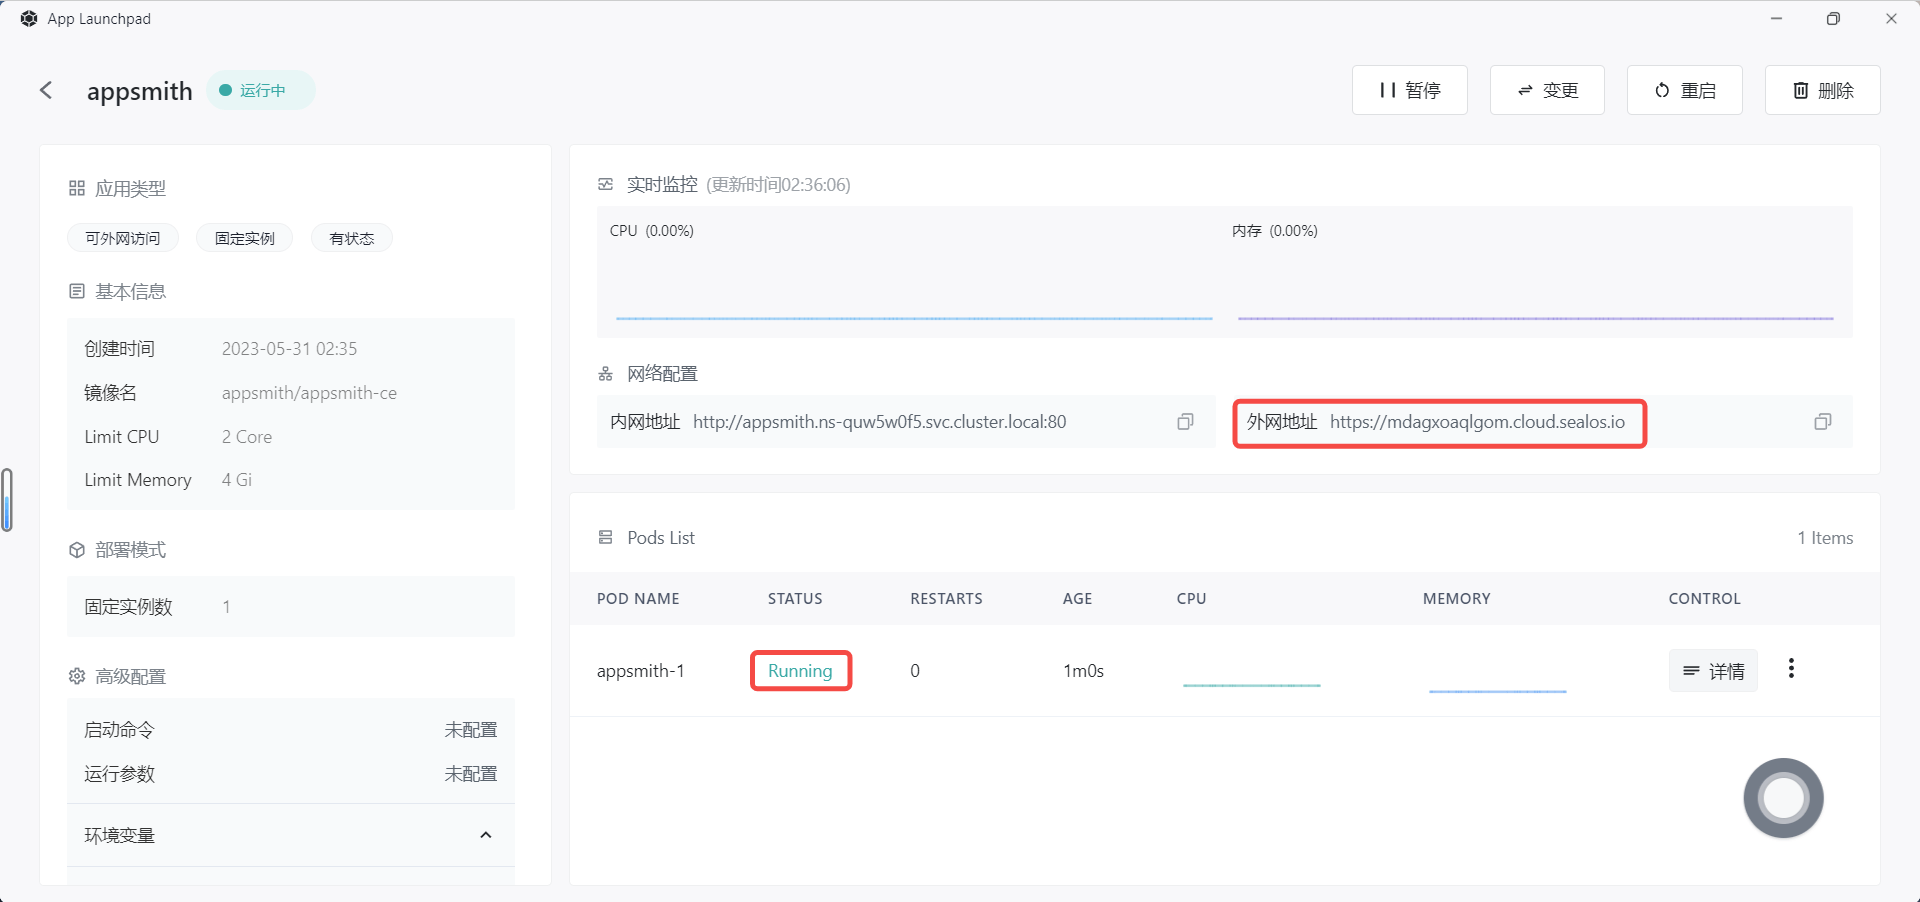 App Launchpad
appsmith
运行中
暂停
变更
重启
删除
应用类型
可外网访问
固定实例
有状态
基本信息
创建时间 2023-05-31 02:35
镜像名 appsmith/appsmith-ce
Limit CPU 2 Core
Limit Memory 4 Gi
部署模式
固定实例数 1
高级配置
启动命令 未配置
运行参数 未配置
环境变量
实时监控 (更新时间02:36:06)
CPU (0.00%)
内存 (0.00%)
网络配置
内网地址 http://appsmith.ns-quw5w0f5.svc.cluster.local:80
外网地址 https://mdagxoaqlgom.cloud.sealos.io
Pods List
1 Items
POD NAME STATUS RESTARTS AGE CPU MEMORY CONTROL
appsmith-1 Running 0 1m0s 详情